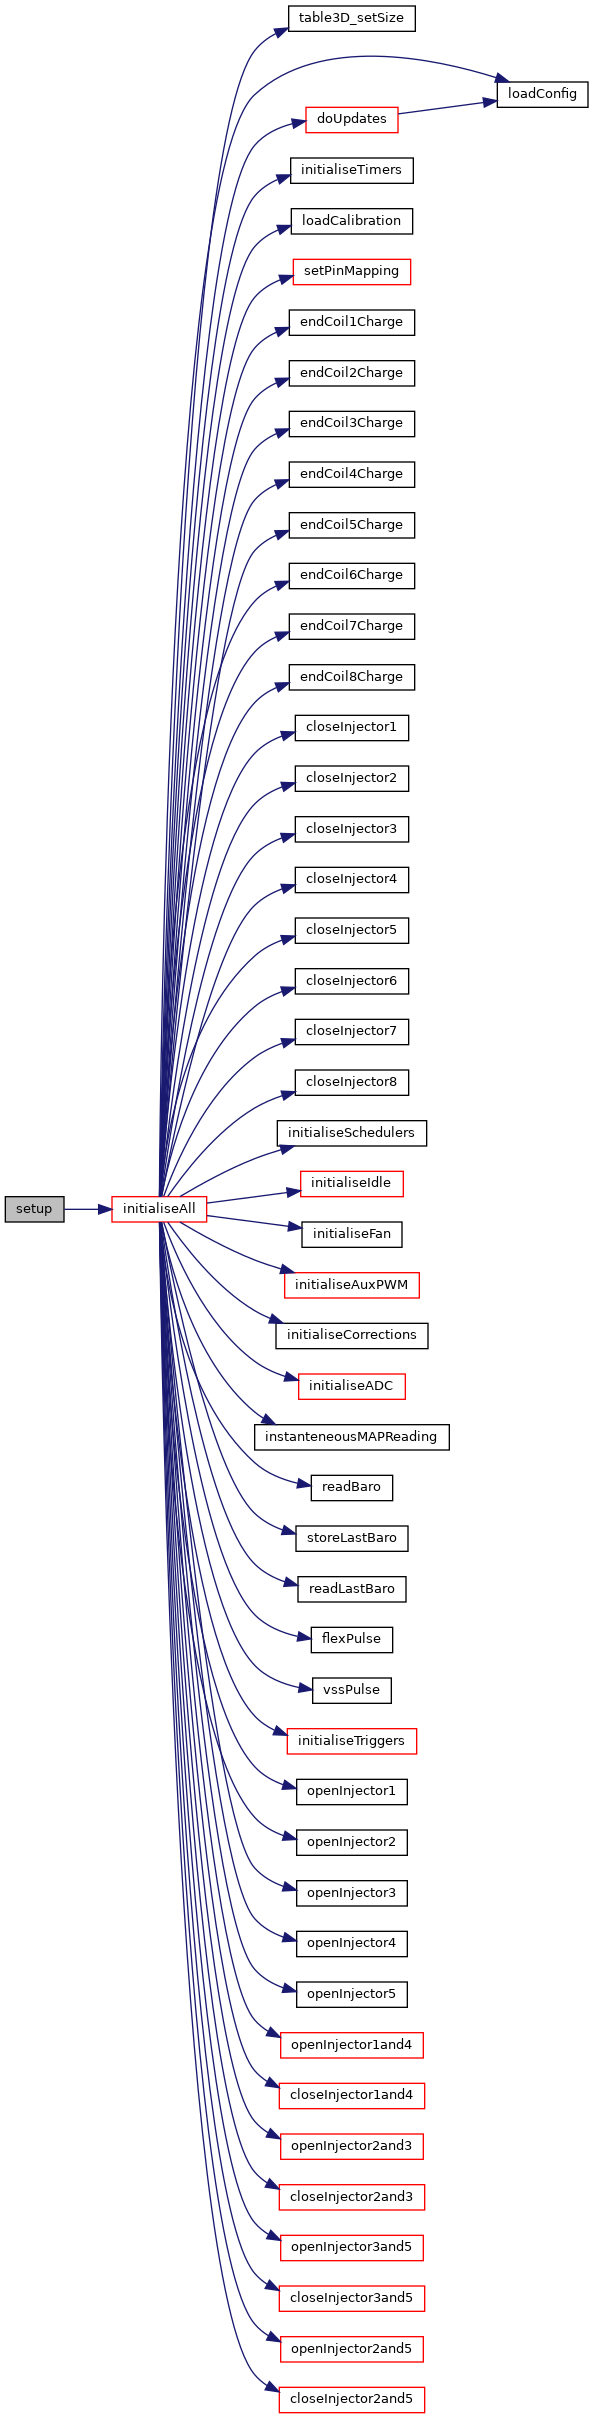 table3D_setSize
loadConfig
doUpdates
initialiseTimers
loadCalibration
setPinMapping
endCoil1Charge
endCoil2Charge
endCoil3Charge
endCoil4Charge
endCoil5Charge
endCoil6Charge
endCoil7Charge
endCoil8Charge
closeInjector1
closeInjector2
closeInjector3
closeInjector4
closeInjector5
closeInjector6
closeInjector7
closeInjector8
initialiseSchedulers
initialiseIdle
setup
initialiseAll
initialiseFan
initialiseAuxPWM
initialiseCorrections
initialiseADC
instanteneousMAPReading
readBaro
storeLastBaro
readLastBaro
flexPulse
vssPulse
initialiseTriggers
openInjector1
openInjector2
openInjector3
openInjector4
openInjector5
openInjector1and4
closeInjector1and4
openInjector2and3
closeInjector2and3
openInjector3and5
closeInjector3and5
openInjector2and5
closeInjector2and5